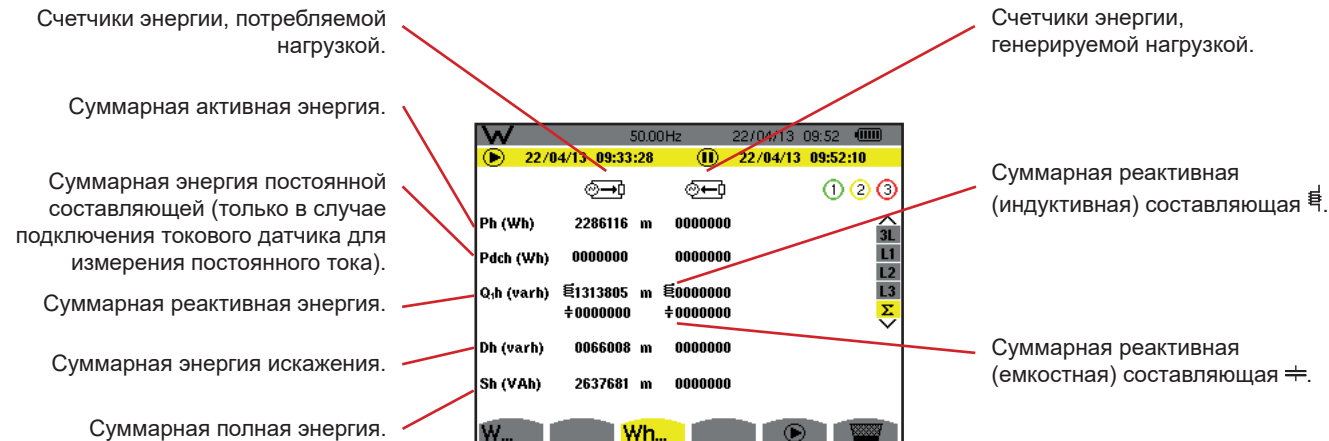 Счетчики энергии, потребляемой
нагрузкой.
Суммарная активная энергия.
Суммарная энергия постоянной
составляющей (только в случае
подключения токового датчика для
измерения постоянного тока).
Суммарная реактивная энергия.
Суммарная энергия искажения.
Суммарная полная энергия.
W 50.00Hz 22/04/13 09:52
22/04/13 09:33:28 22/04/13 09:52:10
1 2 3
Ph (Wh) 2286116 m 0000000
3L
Pdch (Wh) 0000000 0000000
L1
L2
Q₁h (varh) 1313805 m 0000000
L3
0000000 0000000
Σ
Dh (varh) 0066008 m 0000000
Sh (VAh) 2637681 m 0000000
W... Wh...
Счетчики энергии,
генерируемой нагрузкой.
Суммарная реактивная
(индуктивная) составляющая .
Суммарная реактивная
(емкостная) составляющая .